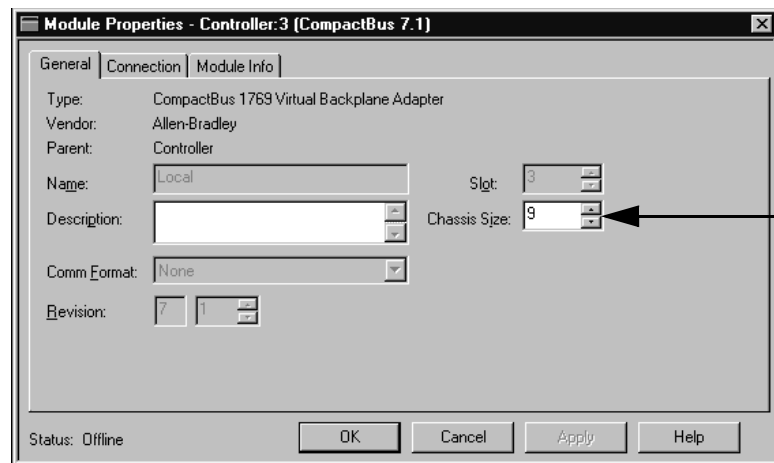 Module Properties - Controller:3 (CompactBus 7.1)
General Connection Module Info
Type: CompactBus 1769 Virtual Backplane Adapter
Vendor: Allen-Bradley
Parent: Controller
Name: Local Slot: 3
Description: Chassis Size: 9
Comm Format: None
Revision: 7 1
Status: Offline OK Cancel Apply Help